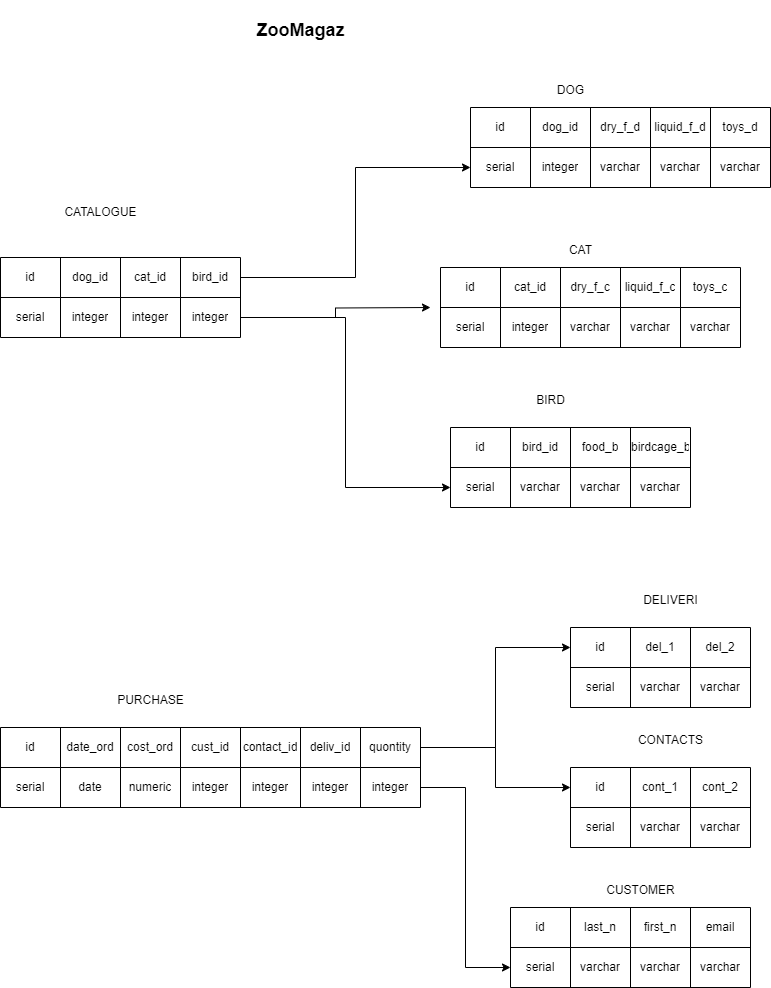 ZooMagaz
DOG
id dog_id dry_f_d liquid_f_d toys_d
serial integer varchar varchar varchar
CATALOGUE
id dog_id cat_id bird_id
serial integer integer integer
CAT
id cat_id dry_f_c liquid_f_c toys_c
serial integer varchar varchar varchar
BIRD
id bird_id food_b birdcage_b
serial varchar varchar varchar
DELIVERI
id del_1 del_2
serial varchar varchar
PURCHASE
id date_ord cost_ord cust_id contact_id deliv_id quontity
serial date numeric integer integer integer integer
CONTACTS
id cont_1 cont_2
serial varchar varchar
CUSTOMER
id last_n first_n email
serial varchar varchar varchar